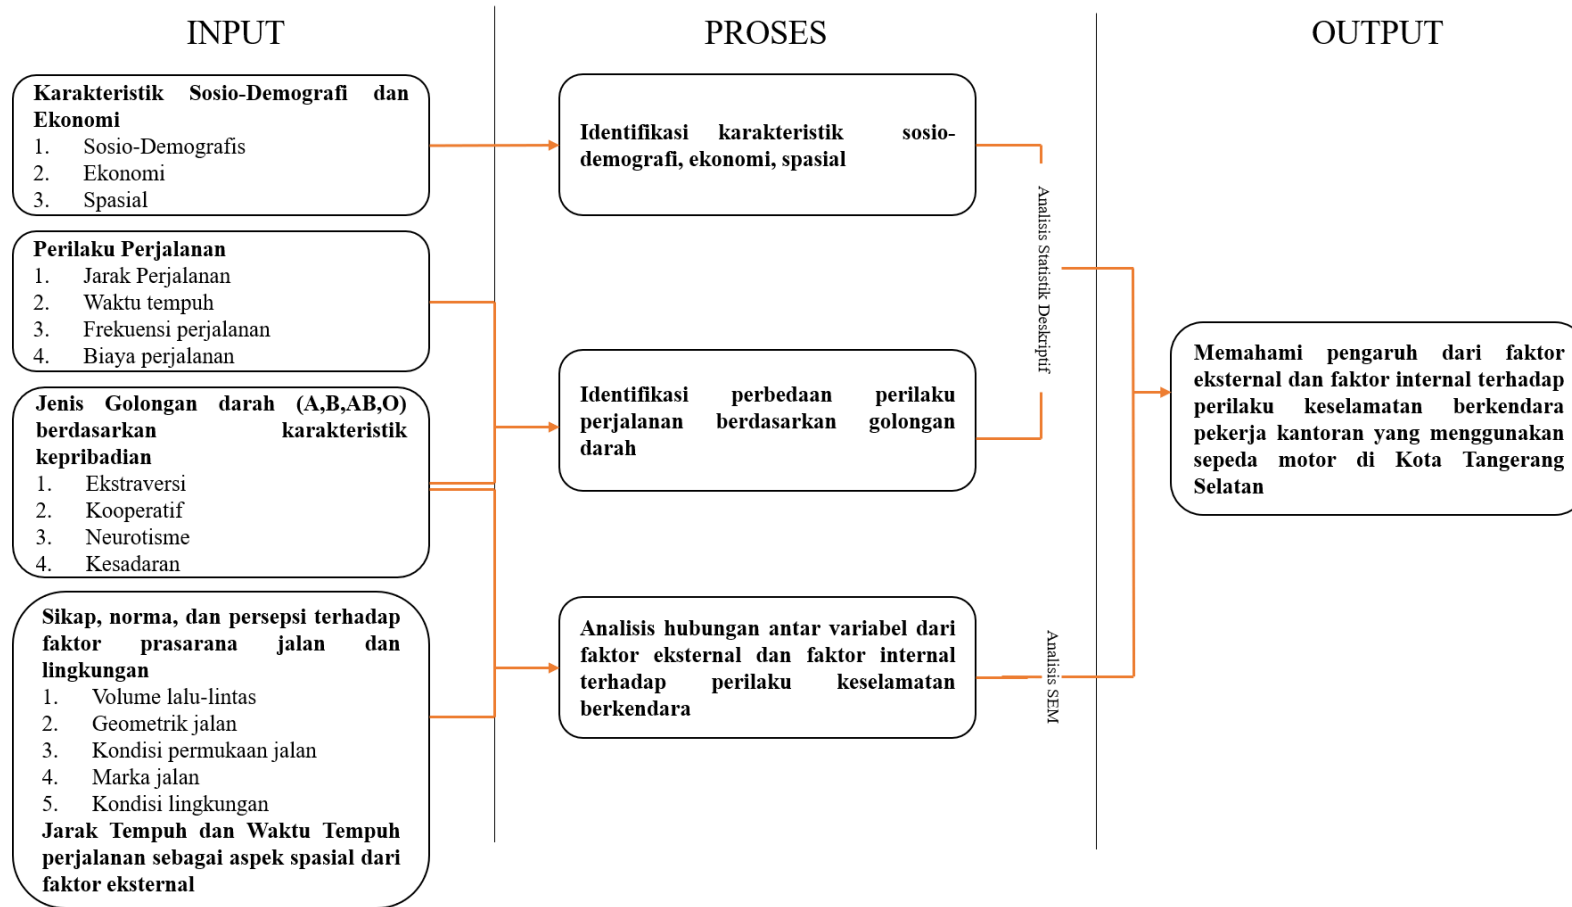 INPUT
Karakteristik Sosio-Demografi dan
Ekonomi
1. Sosio-Demografis
2. Ekonomi
3. Spasial
Perilaku Perjalanan
1. Jarak Perjalanan
2. Waktu tempuh
3. Frekuensi perjalanan
4. Biaya perjalanan
Jenis Golongan darah (A,B,AB,O)
berdasarkan karakteristik
kepribadian
1. Ekstraversi
2. Kooperatif
3. Neurotisme
4. Kesadaran
Sikap, norma, dan persepsi terhadap
faktor prasarana jalan dan
lingkungan
1. Volume lalu-lintas
2. Geometrik jalan
3. Kondisi permukaan jalan
4. Marka jalan
5. Kondisi lingkungan
Jarak Tempuh dan Waktu Tempuh
perjalanan sebagai aspek spasial dari
faktor eksternal
PROSES
Identifikasi karakteristik sosio-
demografi, ekonomi, spasial
Identifikasi perbedaan perilaku
perjalanan berdasarkan golongan
darah
Analisis hubungan antar variabel dari
faktor eksternal dan faktor internal
terhadap perilaku keselamatan
berkendara
Analisis Statistik Deskriptif
Analisis SEM
OUTPUT
Memahami pengaruh dari faktor
eksternal dan faktor internal terhadap
perilaku keselamatan berkendara
pekerja kantoran yang menggunakan
sepeda motor di Kota Tangerang
Selatan